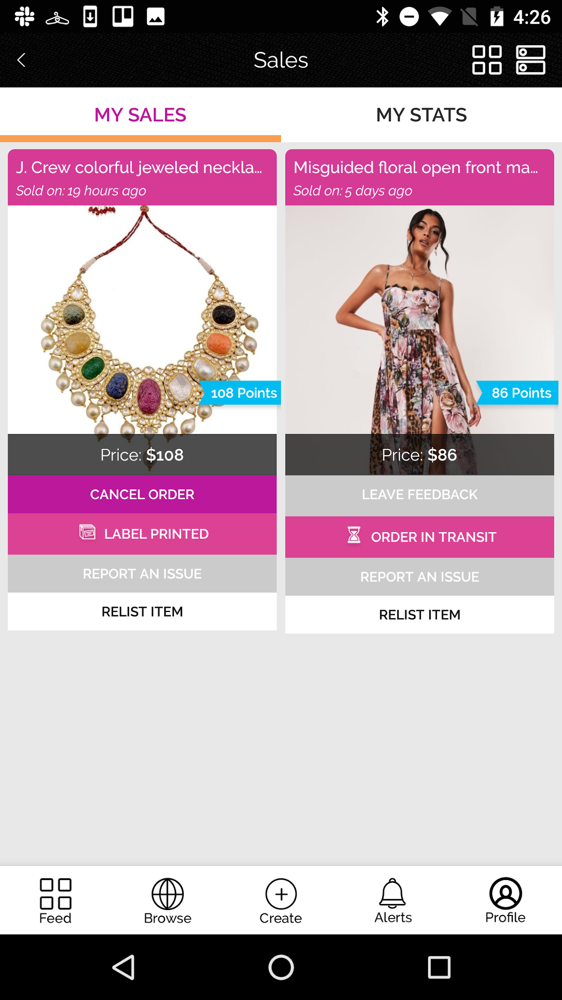 4:26
Sales
MY SALES
MY STATS
J. Crew colorful jeweled neckla...
Sold on: 19 hours ago
108 Points
Price: $108
CANCEL ORDER
LABEL PRINTED
REPORT AN ISSUE
RELIST ITEM
Misguided floral open front ma...
Sold on: 5 days ago
86 Points
Price: $86
LEAVE FEEDBACK
ORDER IN TRANSIT
REPORT AN ISSUE
RELIST ITEM
Feed
Browse
Create
Alerts
Profile